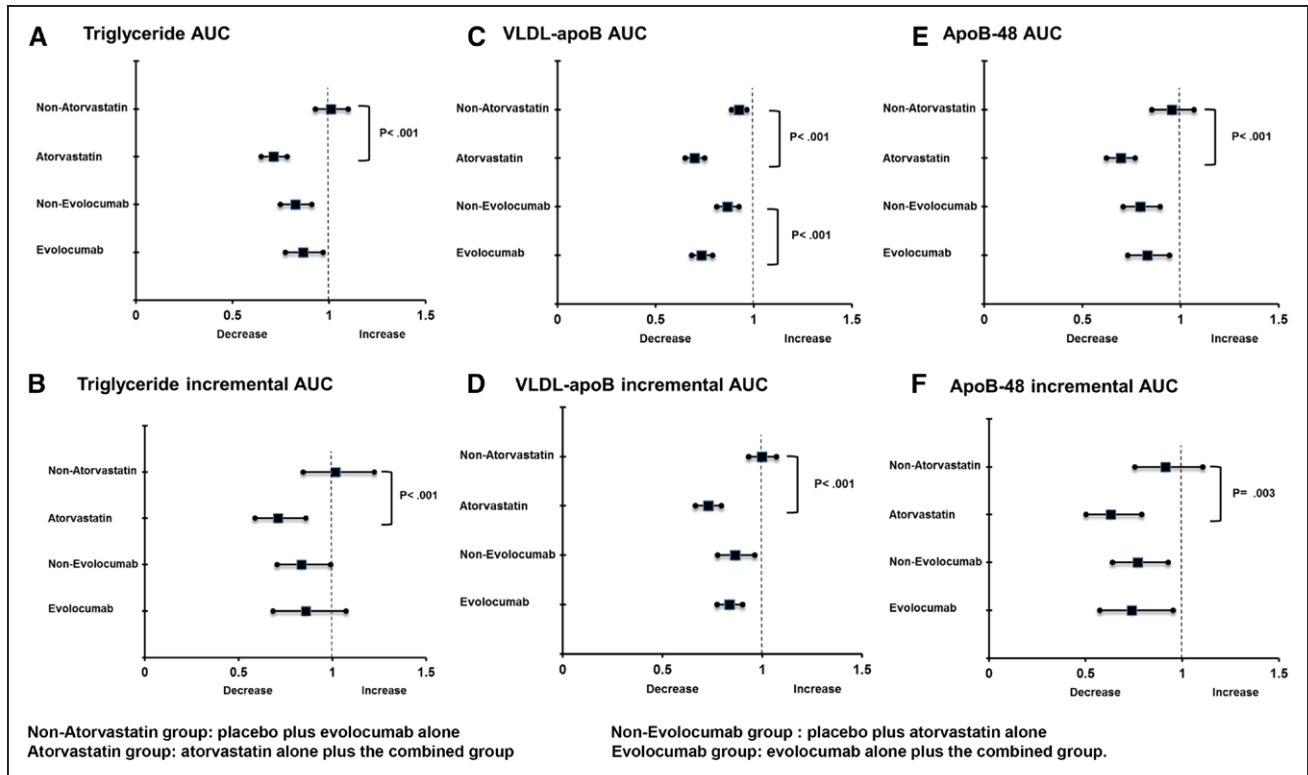 A Triglyceride AUC
Non-Atorvastatin
P< .001
Atorvastatin
Non-Evolocumab
Evolocumab
0 0.5 1 1.5
Decrease Increase
C VLDL-apoB AUC
Non-Atorvastatin
P< .001
Atorvastatin
Non-Evolocumab
P< .001
Evolocumab
0 0.5 1 1.5
Decrease Increase
E ApoB-48 AUC
Non-Atorvastatin
P< .001
Atorvastatin
Non-Evolocumab
Evolocumab
0 0.5 1 1.5
Decrease Increase
B Triglyceride incremental AUC
Non-Atorvastatin
P< .001
Atorvastatin
Non-Evolocumab
Evolocumab
0 0.5 1 1.5
Decrease Increase
D VLDL-apoB incremental AUC
Non-Atorvastatin
P< .001
Atorvastatin
Non-Evolocumab
Evolocumab
0 0.5 1 1.5
Decrease Increase
F ApoB-48 incremental AUC
Non-Atorvastatin
P= .003
Atorvastatin
Non-Evolocumab
Evolocumab
0 0.5 1 1.5
Decrease Increase
Non-Atorvastatin group: placebo plus evolocumab alone
Atorvastatin group: atorvastatin alone plus the combined group
Non-Evolocumab group : placebo plus atorvastatin alone
Evolocumab group: evolocumab alone plus the combined group.